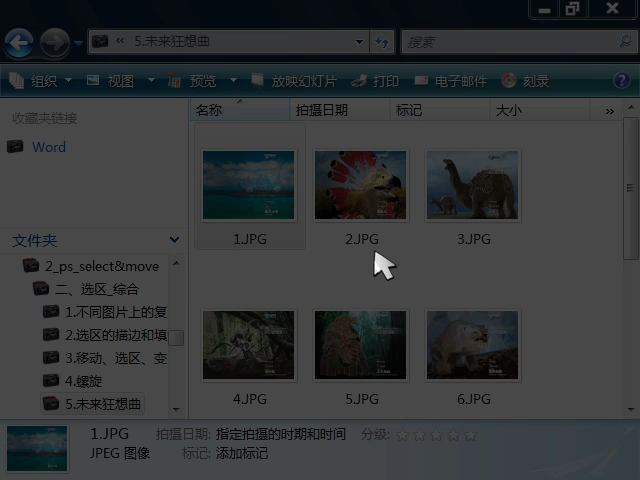 5.未来狂想曲
搜索
组织 视图 预览 放映幻灯片 打印 电子邮件 刻录
收藏夹链接
名称 拍摄日期 标记 大小 »
Word
1.JPG 2.JPG 3.JPG
文件夹
2_ps_select&move
二、选区_综合
1.不同图片上的复
2.选区的描边和填
3.移动、选区、变
4.螺旋
5.未来狂想曲
4.JPG 5.JPG 6.JPG
1.JPG 拍摄日期: 指定拍摄的时期和时间 分级:
JPEG 图像 标记: 添加标记